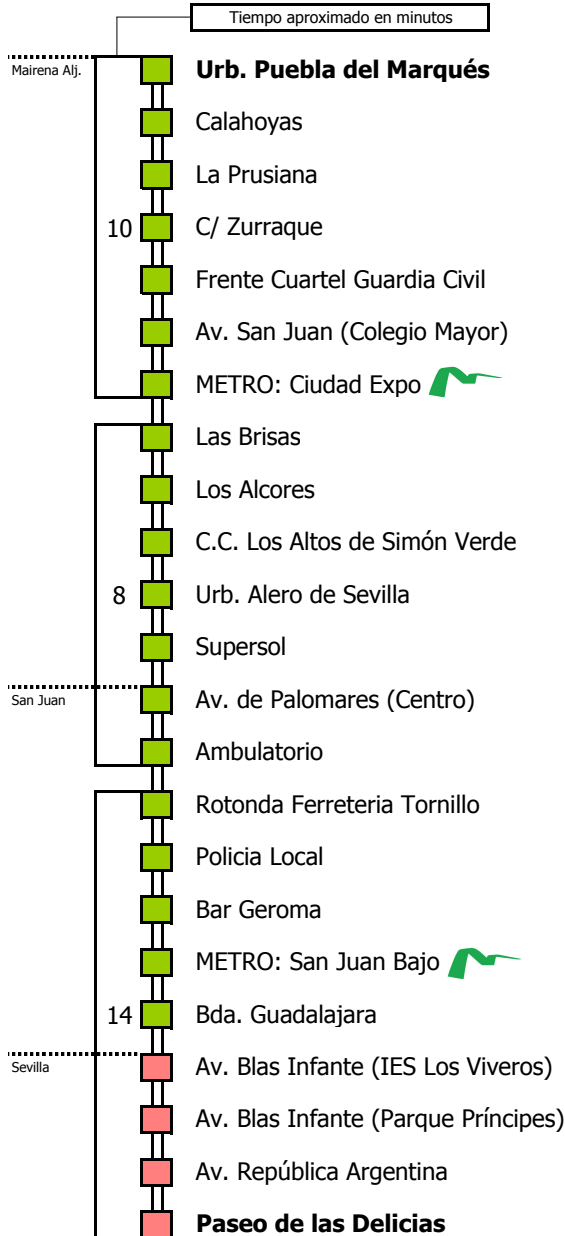 Tiempo aproximado en minutos
Mairena Alj.
Urb. Puebla del Marqués
Calahoyas
La Prusiana
10
C/ Zurraque
Frente Cuartel Guardia Civil
Av. San Juan (Colegio Mayor)
METRO: Ciudad Expo
Las Brisas
Los Alcores
C.C. Los Altos de Simón Verde
8
Urb. Alero de Sevilla
Supersol
San Juan
Av. de Palomares (Centro)
Ambulatorio
Rotonda Ferreteria Tornillo
Policia Local
Bar Geroma
METRO: San Juan Bajo
14
Bda. Guadalajara
Sevilla
Av. Blas Infante (IES Los Viveros)
Av. Blas Infante (Parque Príncipes)
Av. República Argentina
Paseo de las Delicias